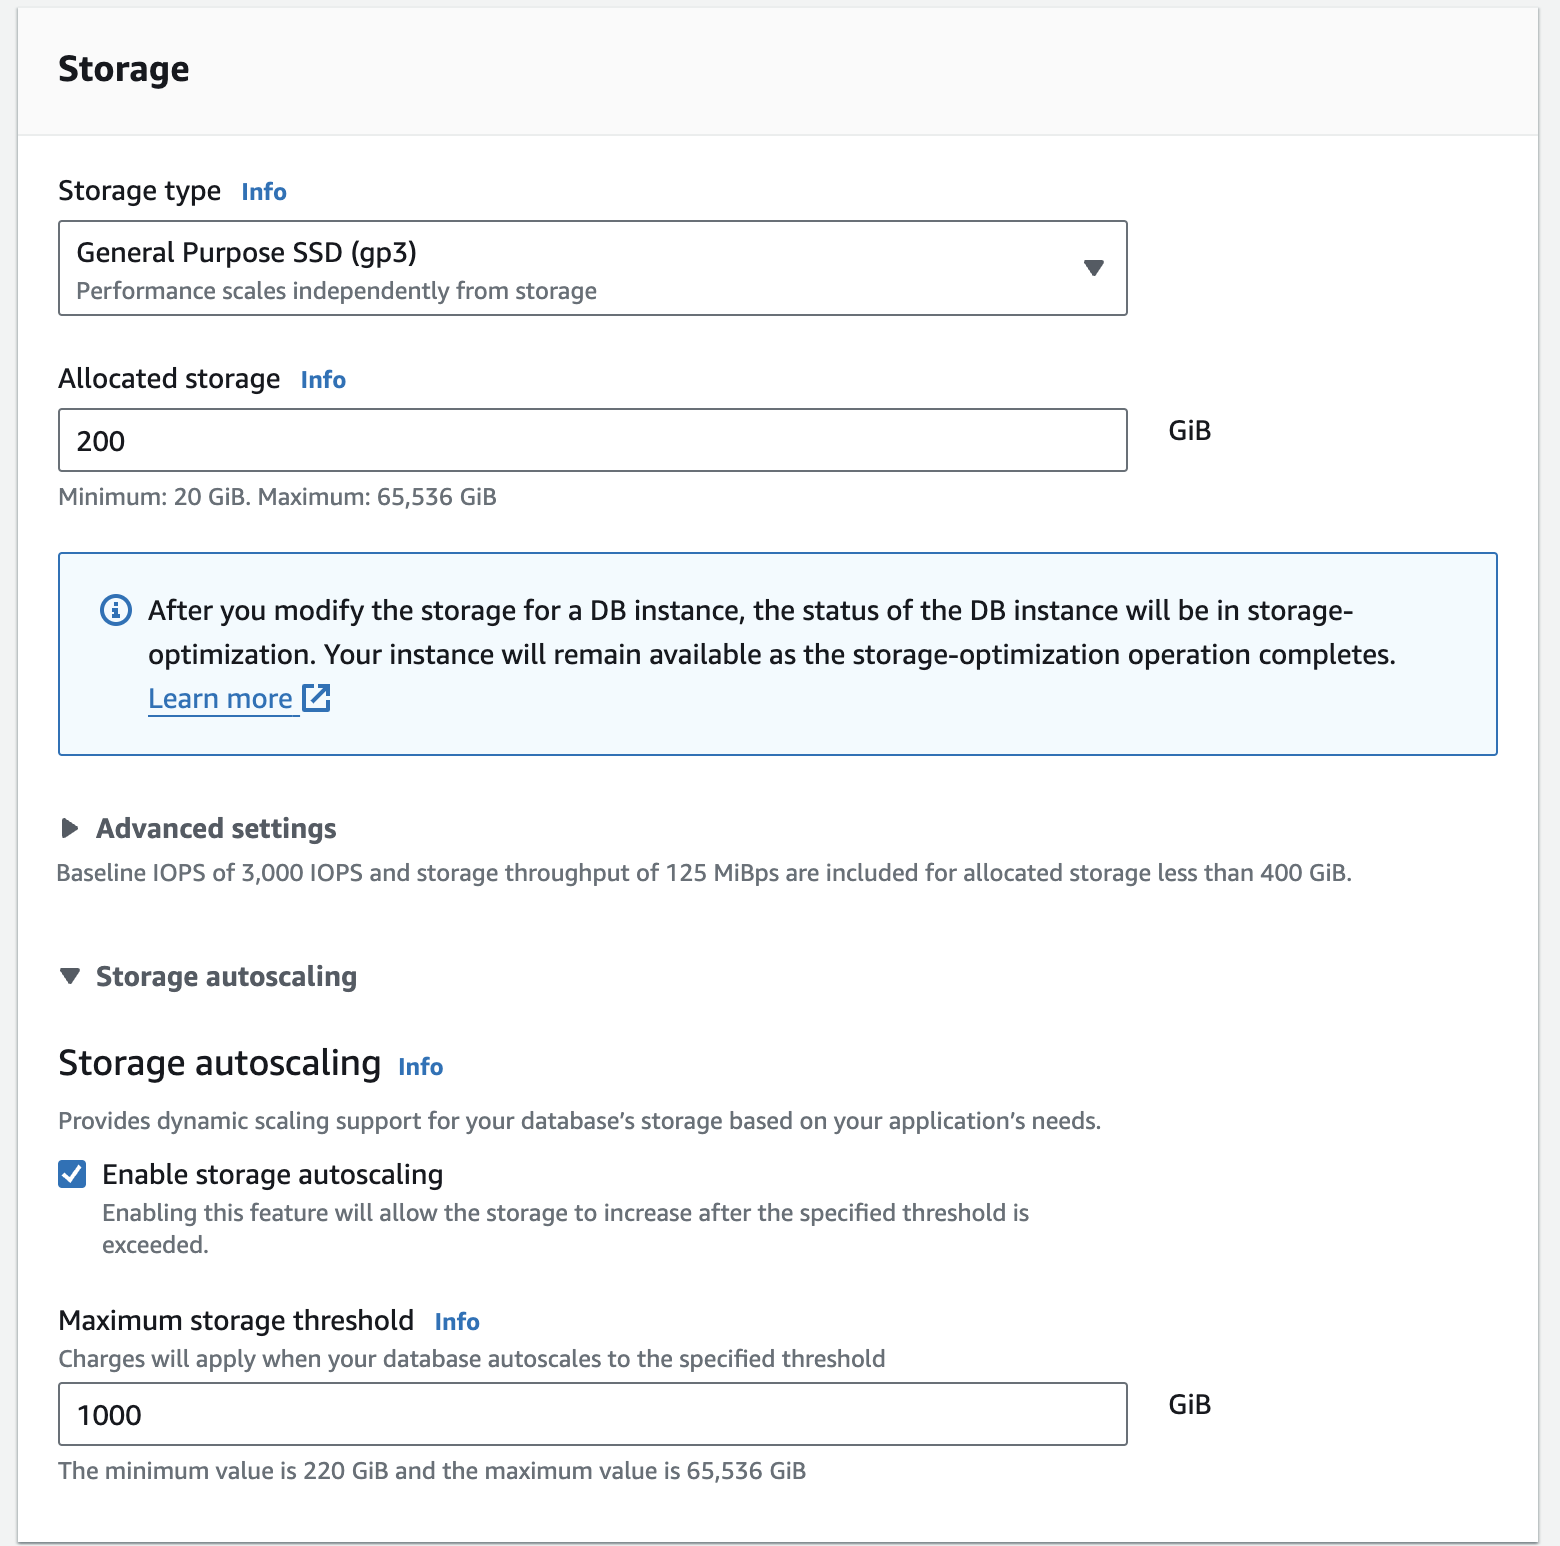 Storage
Storage type Info
General Purpose SSD (gp3)
Performance scales independently from storage
Allocated storage Info
200
GiB
Minimum: 20 GiB. Maximum: 65,536 GiB
After you modify the storage for a DB instance, the status of the DB instance will be in storage-
optimization. Your instance will remain available as the storage-optimization operation completes.
Learn more
Advanced settings
Baseline IOPS of 3,000 IOPS and storage throughput of 125 MiBps are included for allocated storage less than 400 GiB.
Storage autoscaling
Storage autoscaling Info
Provides dynamic scaling support for your database’s storage based on your application’s needs.
Enable storage autoscaling
Enabling this feature will allow the storage to increase after the specified threshold is
exceeded.
Maximum storage threshold Info
Charges will apply when your database autoscales to the specified threshold
1000
GiB
The minimum value is 220 GiB and the maximum value is 65,536 GiB